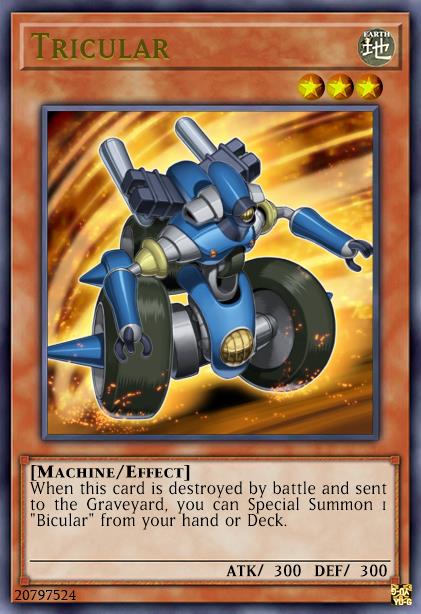 Tricular
EARTH
地
[Machine/Effect]
When this card is destroyed by battle and sent
to the Graveyard, you can Special Summon 1
"Bicular" from your hand or Deck.
ATK/ 300 DEF/ 300
20797524